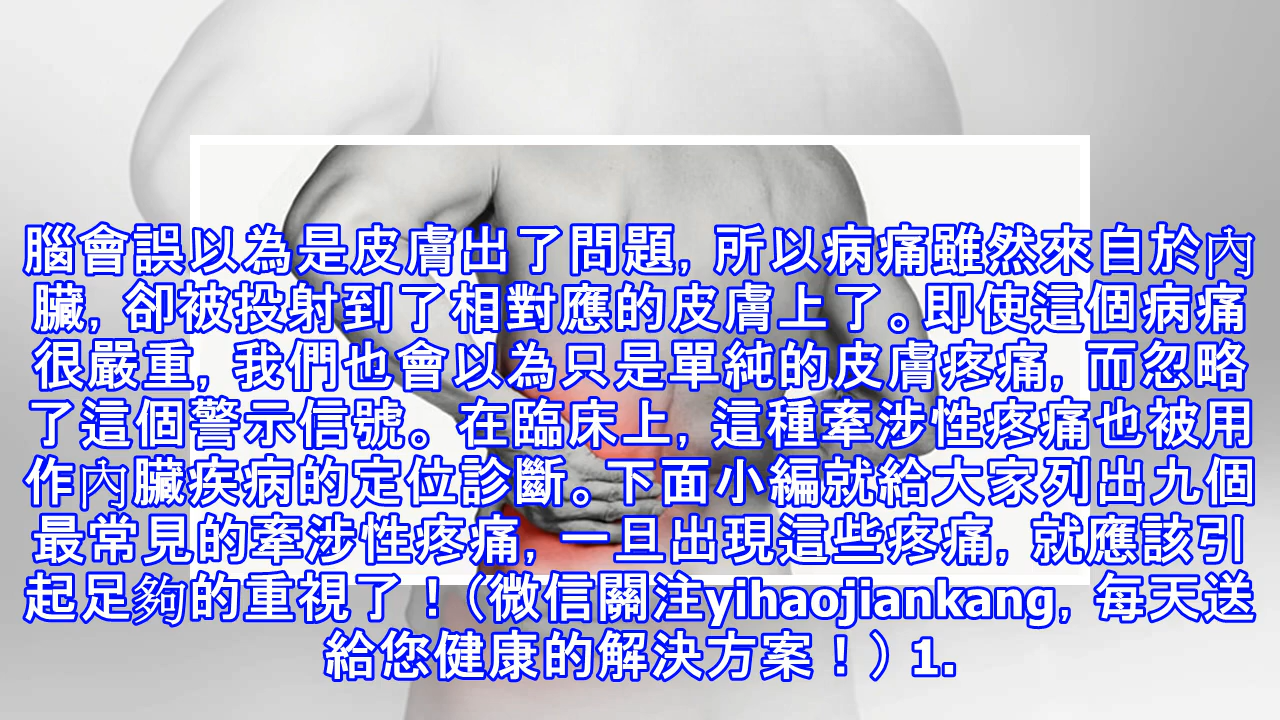 腦會誤以為是皮膚出了問題, 所以病痛雖然來自於內
臟, 卻被投射到了相對應的皮膚上了。即使這個病痛
很嚴重, 我們也會以為只是單純的皮膚疼痛, 而忽略
了這個警示信號。在臨床上, 這種牽涉性疼痛也被用
作內臟疾病的定位診斷。下面小編就給大家列出九個
最常見的牽涉性疼痛, 一旦出現這些疼痛, 就應該引
起足夠的重視了！（微信關注yihaojiankang, 每天送
給您健康的解決方案！）1.